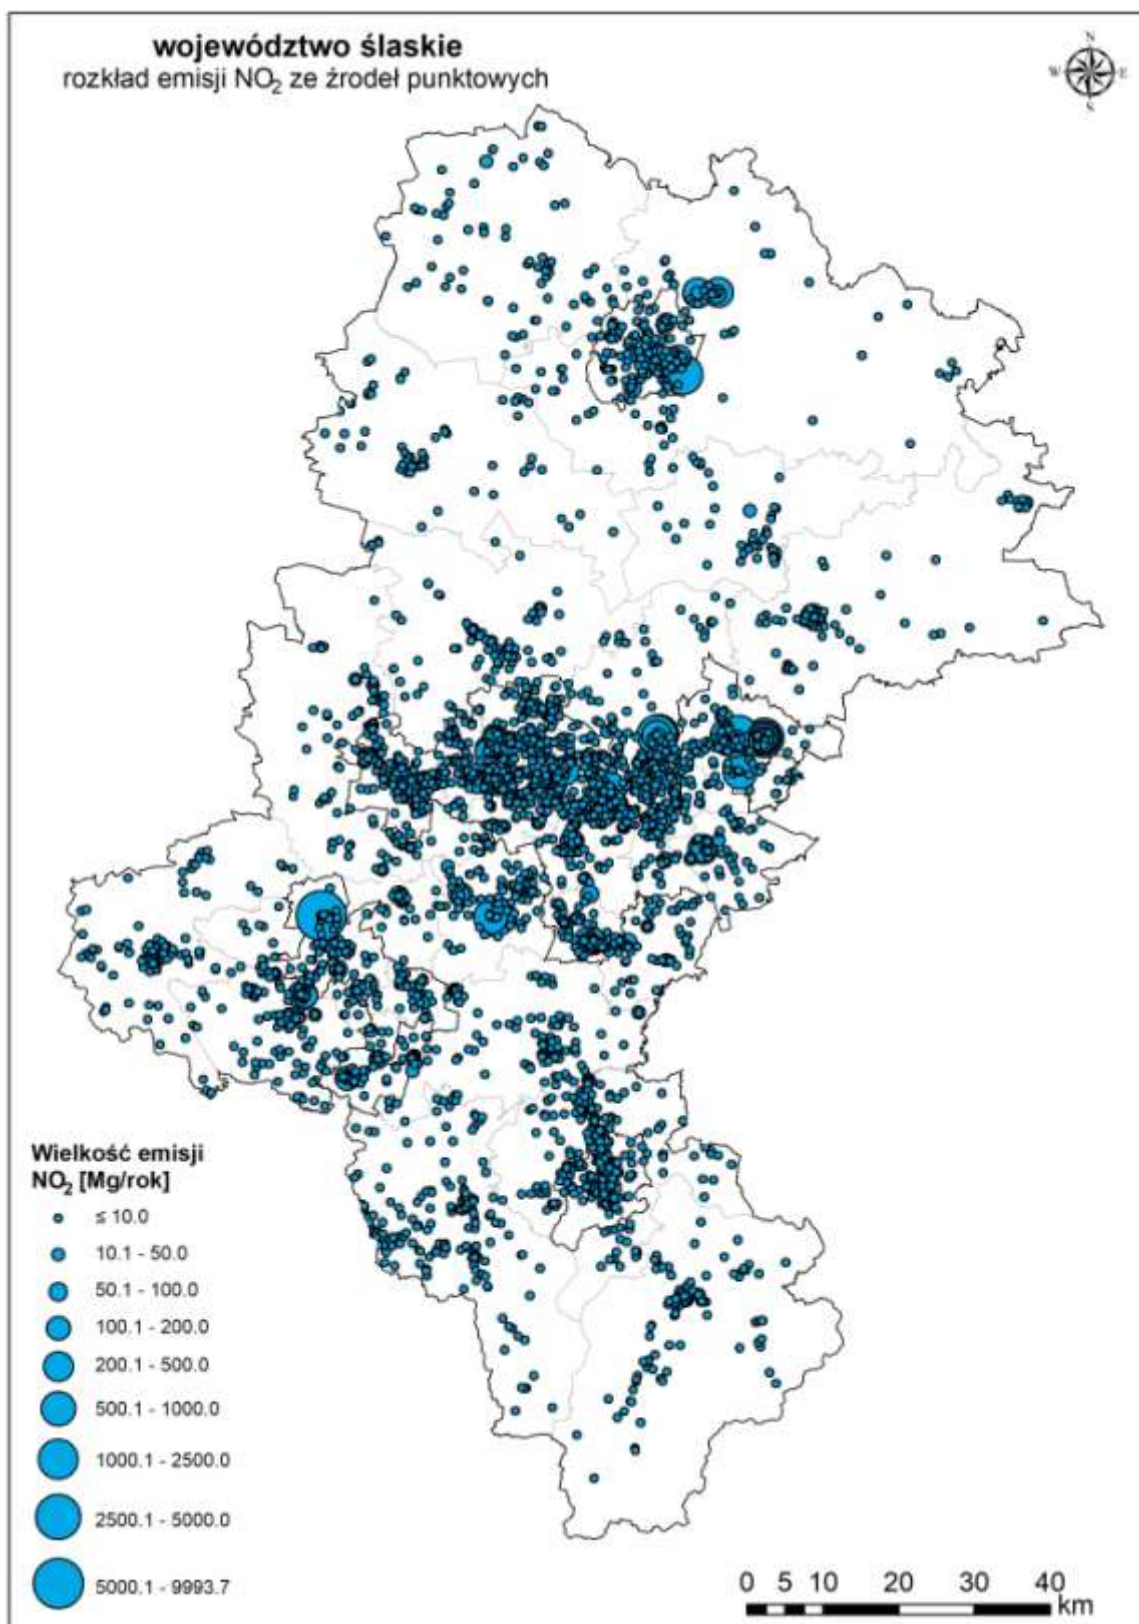 województwo ślaskie
rozkład emisji NO₂ ze źrodeł punktowych
N
W
E
S
Wielkość emisji
NO₂ [Mg/rok]
≤ 10.0
10.1 - 50.0
50.1 - 100.0
100.1 - 200.0
200.1 - 500.0
500.1 - 1000.0
1000.1 - 2500.0
2500.1 - 5000.0
5000.1 - 9993.7
0 5 10 20 30 40
km